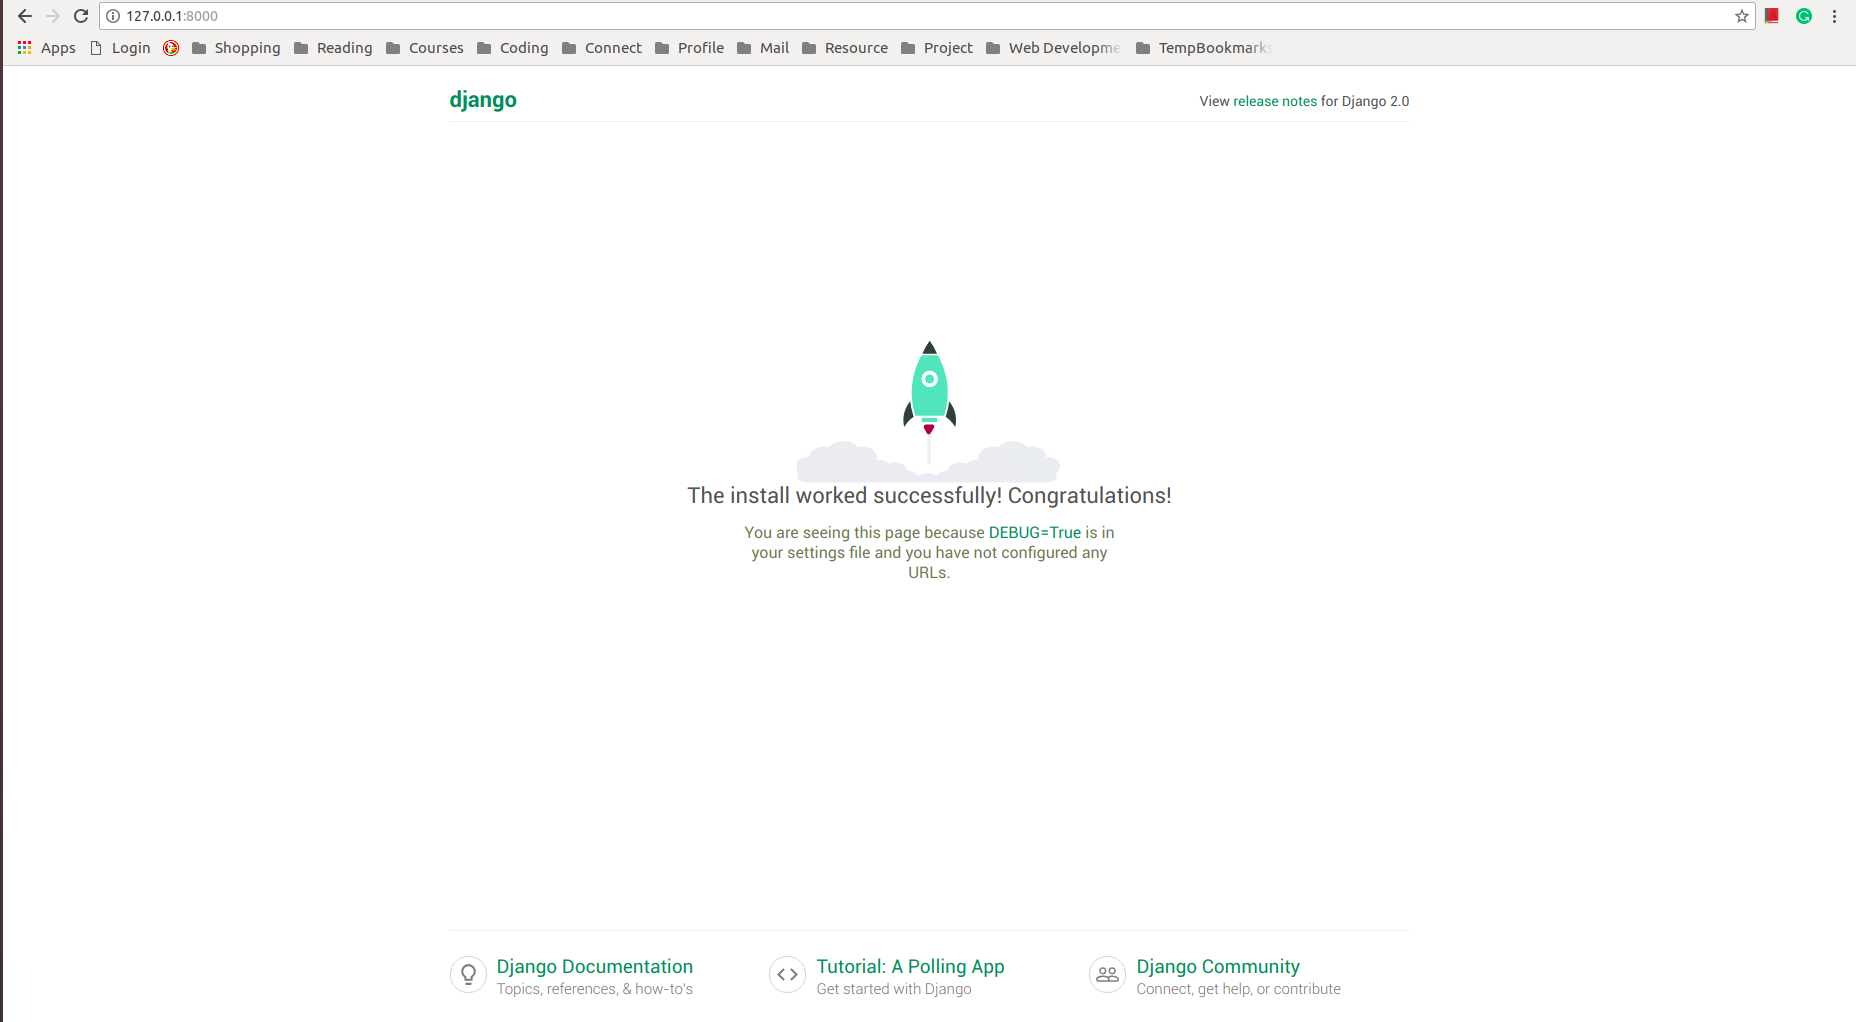 127.0.0.1:8000
Apps Login Shopping Reading Courses Coding Connect Profile Mail Resource Project Web Developme TempBookmarks
django
View release notes for Django 2.0
The install worked successfully! Congratulations!
You are seeing this page because DEBUG=True is in
your settings file and you have not configured any
URLs.
Django Documentation
Topics, references, & how-to's
Tutorial: A Polling App
Get started with Django
Django Community
Connect, get help, or contribute